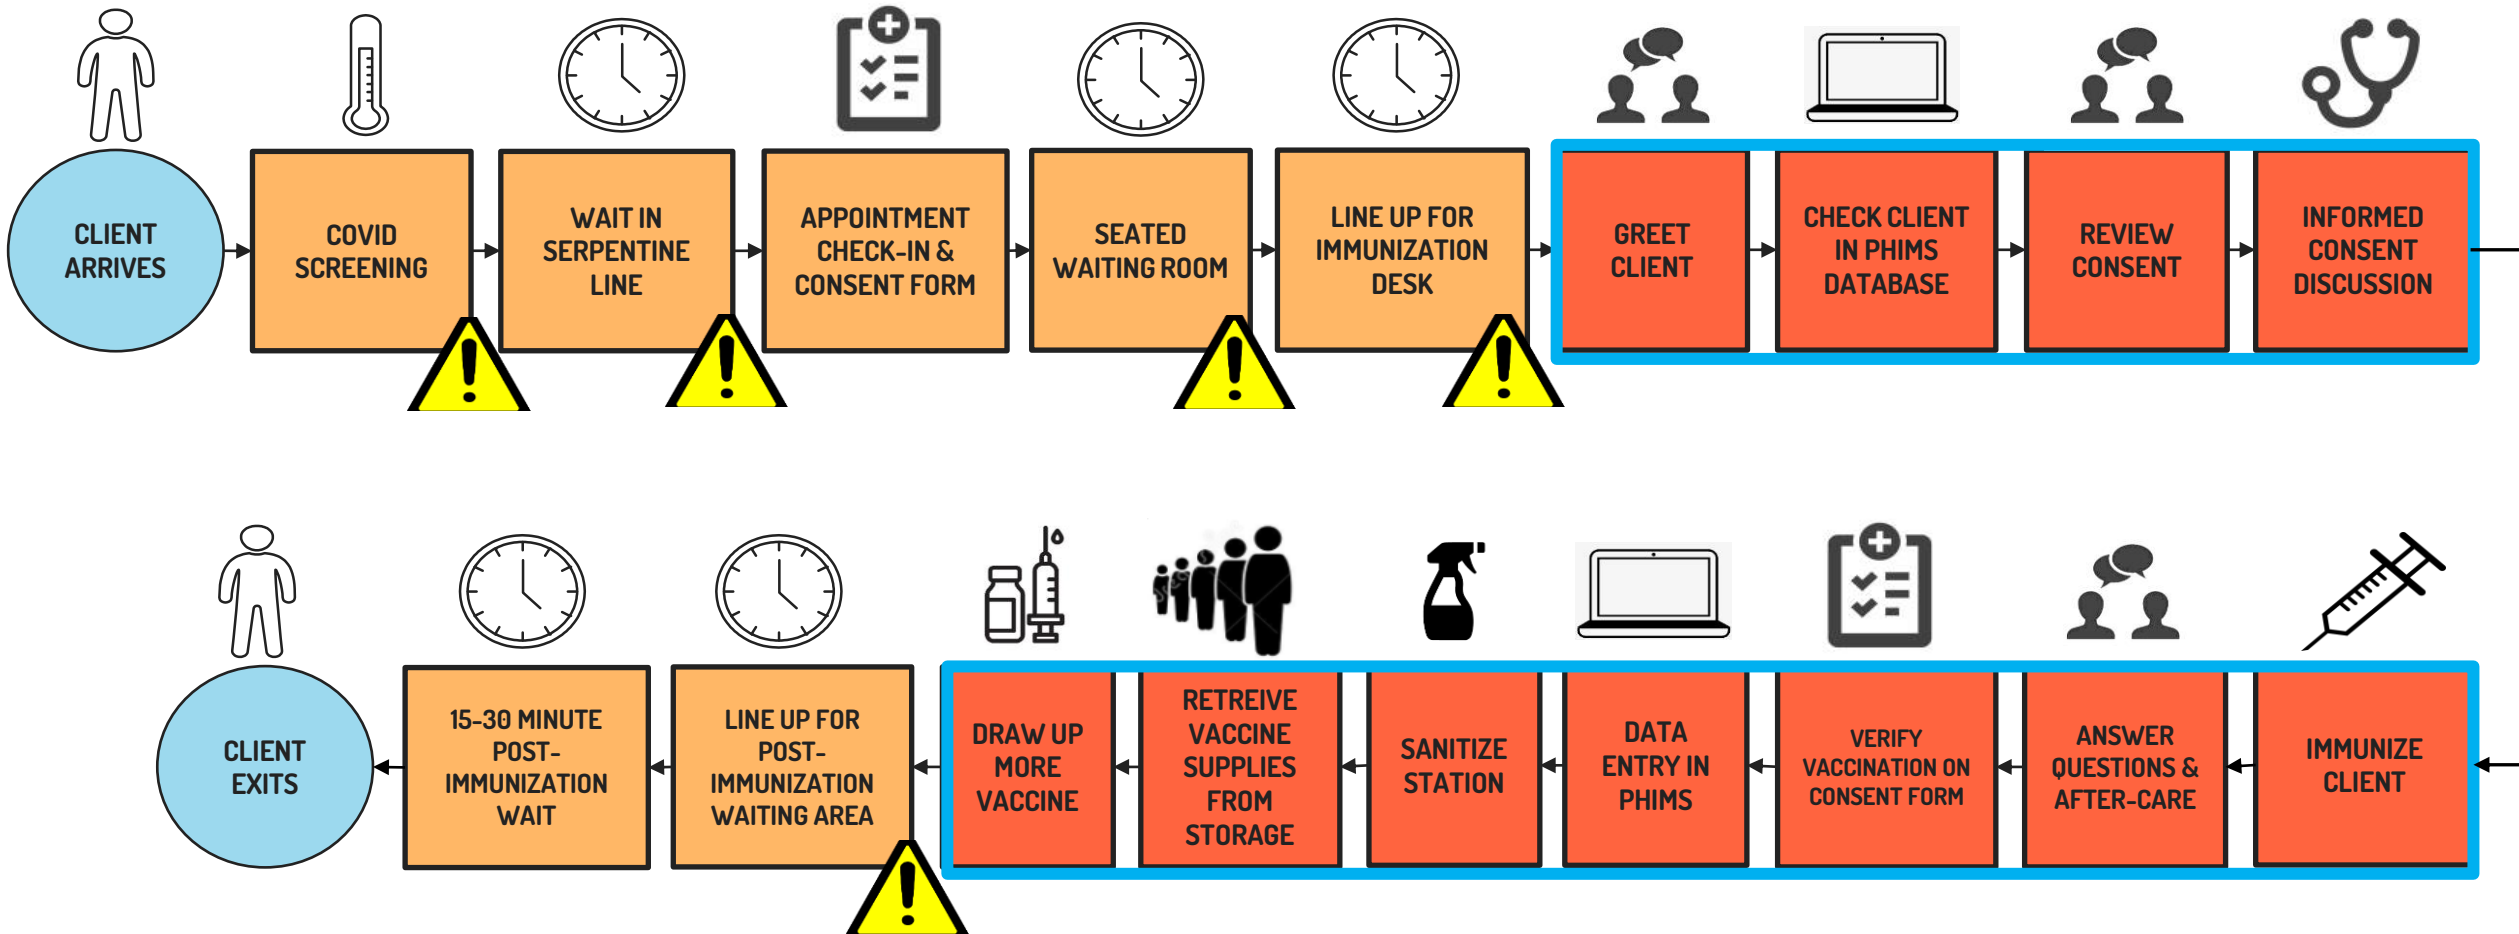 CLIENT
ARRIVES
COVID
SCREENING
WAIT IN
SERPENTINE
LINE
APPOINTMENT
CHECK-IN &
CONSENT FORM
SEATED
WAITING ROOM
LINE UP FOR
IMMUNIZATION
DESK
GREET
CLIENT
CHECK CLIENT
IN PHIMS
DATABASE
REVIEW
CONSENT
INFORMED
CONSENT
DISCUSSION
IMMUNIZE
CLIENT
ANSWER
QUESTIONS &
AFTER-CARE
VERIFY
VACCINATION ON
CONSENT FORM
DATA
ENTRY IN
PHIMS
SANITIZE
STATION
RETREIVE
VACCINE
SUPPLIES
FROM
STORAGE
DRAW UP
MORE
VACCINE
LINE UP FOR
POST-
IMMUNIZATION
WAITING AREA
15-30 MINUTE
POST-
IMMUNIZATION
WAIT
CLIENT
EXITS